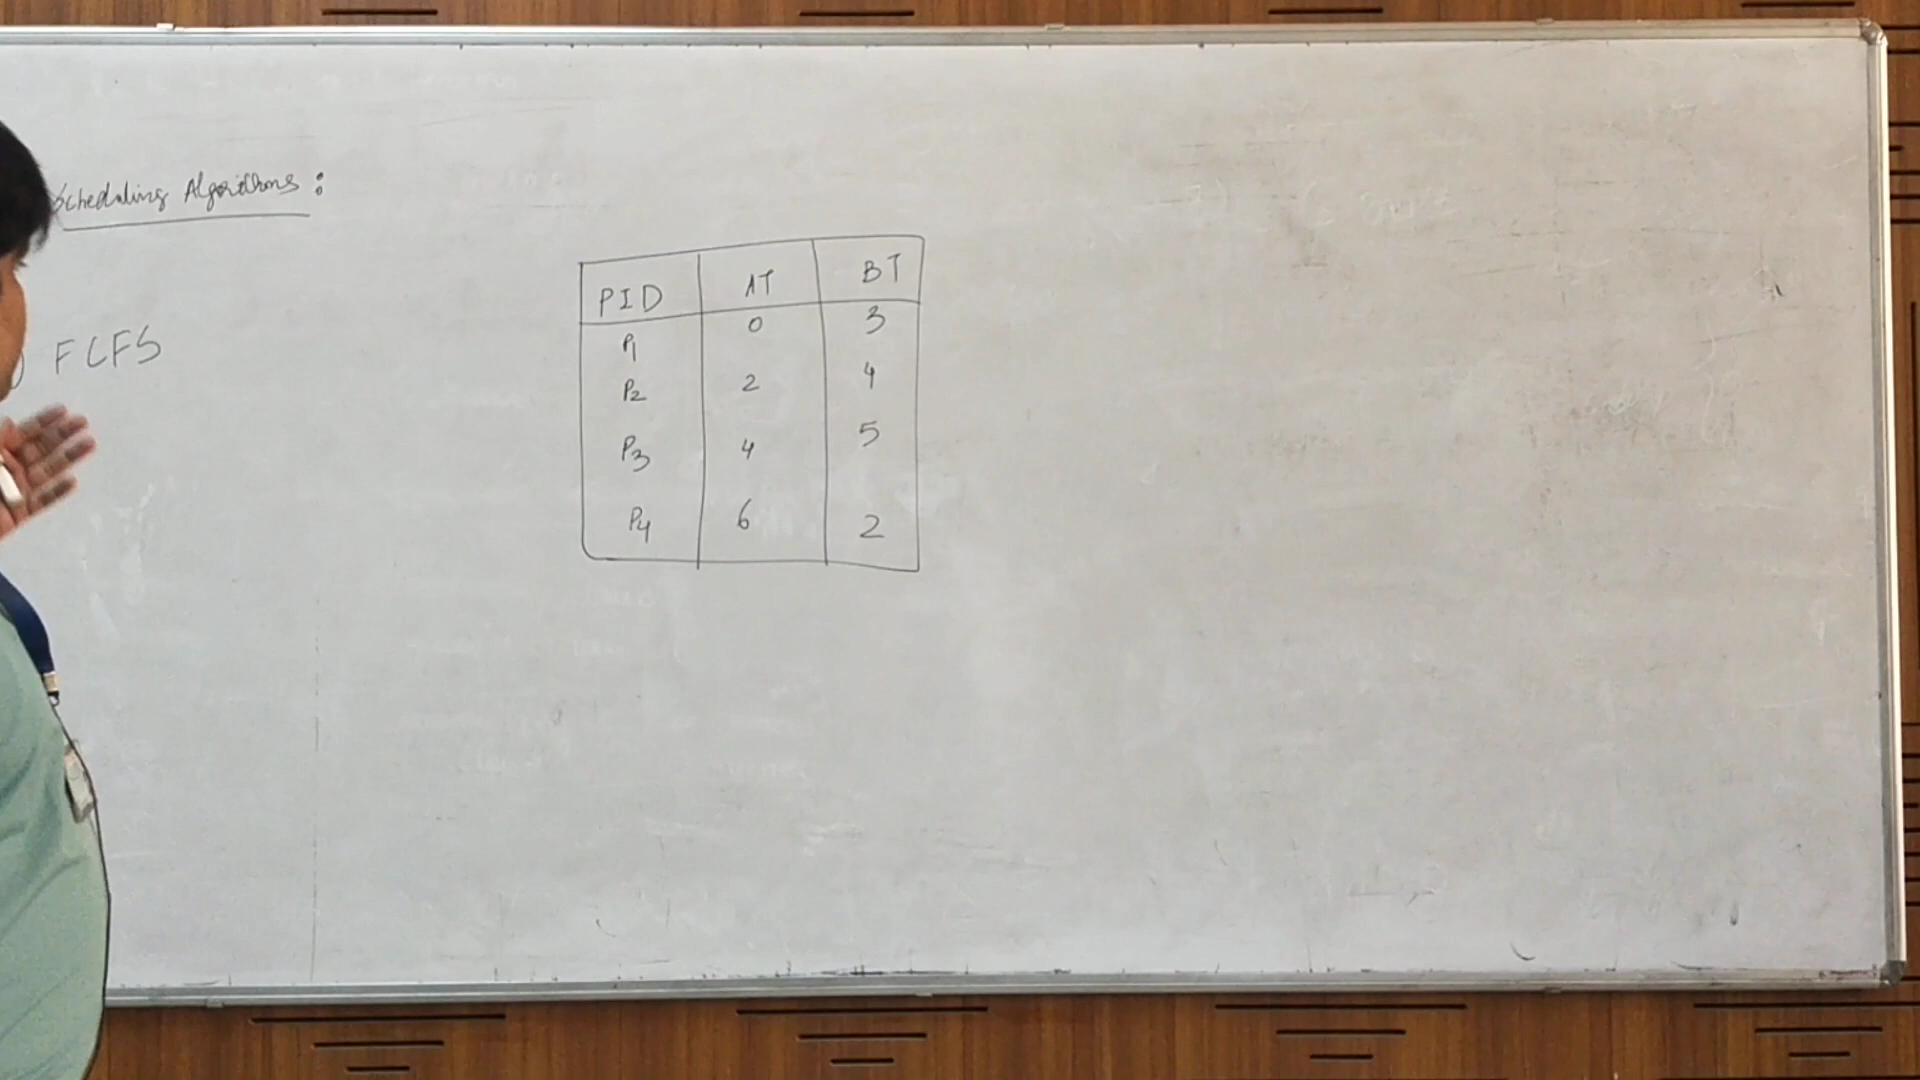 Scheduling Algorithms :
) FCFS
PID AT BT
P1 0 3
P2 2 4
P3 4 5
P4 6 2